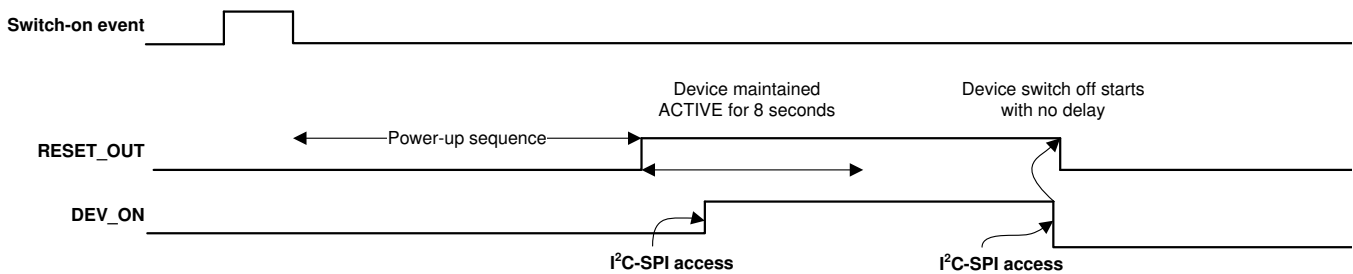 Switch-on event
Device maintained
ACTIVE for 8 seconds
Device switch off starts
with no delay
Power-up sequence
RESET_OUT
DEV_ON
I²C-SPI access
I²C-SPI access